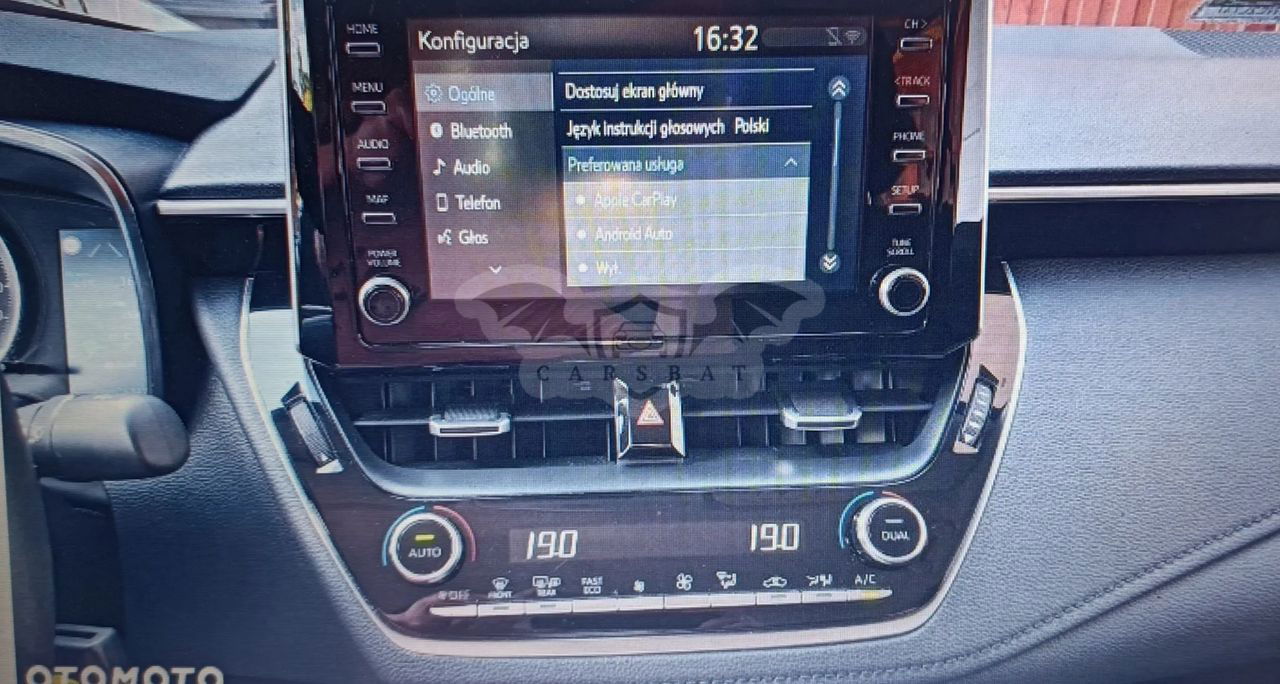 HOME
MENU
AUDIO
MAP
POWER
VOLUME
Konfiguracja 16:32
Ogólne
Bluetooth
Audio
Telefon
Głos
Dostosuj ekran główny
Język instrukcji głosowych Polski
Preferowana usługa
Apple CarPlay
Android Auto
Wył.
CH >
< TRACK
PHONE
SETUP
TUNE
SCROLL
CARSBAT
AUTO
19.0
19.0
DUAL
OFF
FRONT
REAR
FAST
ECO
A/C
OTOMOTO